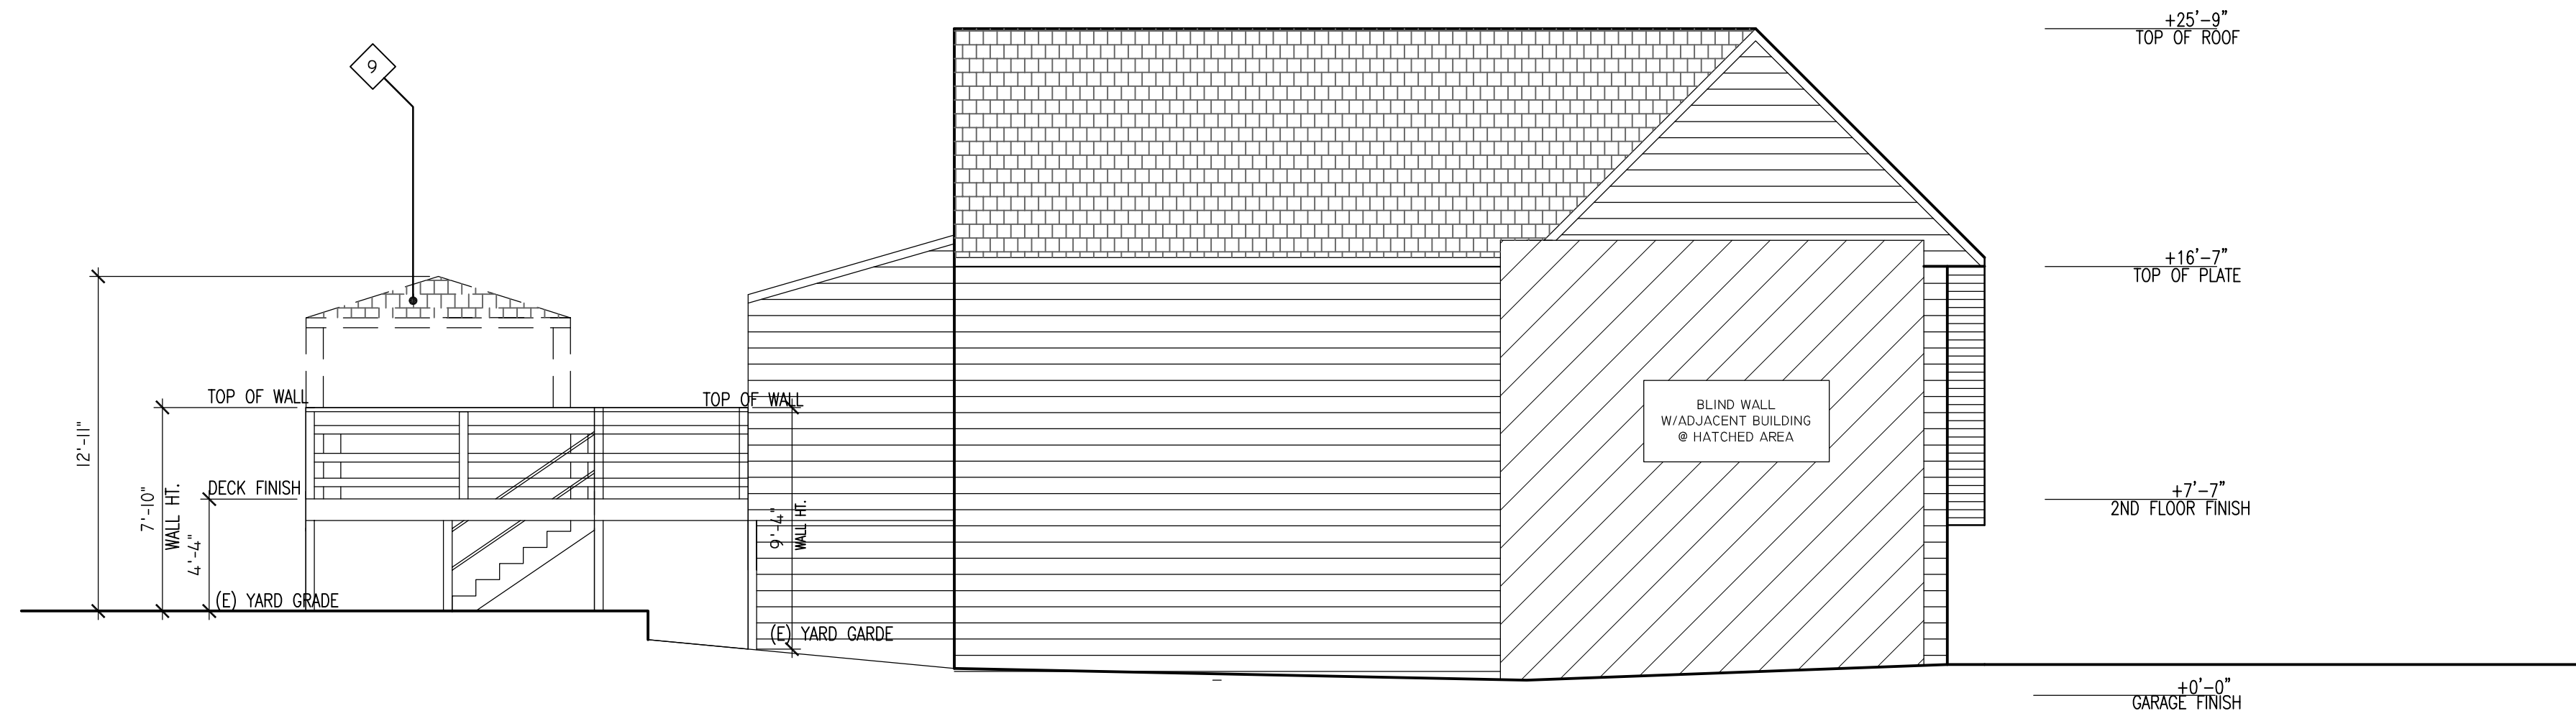 9
+25'-9"
TOP OF ROOF
+16'-7"
TOP OF PLATE
TOP OF WALL
TOP OF WALL
BLIND WALL
W/ADJACENT BUILDING
@ HATCHED AREA
12'-11"
7'-10"
WALL HT.
4'-4"
DECK FINISH
9'-4"
WALL HT.
+7'-7"
2ND FLOOR FINISH
(E) YARD GRADE
(E) YARD GARDE
+0'-0"
GARAGE FINISH